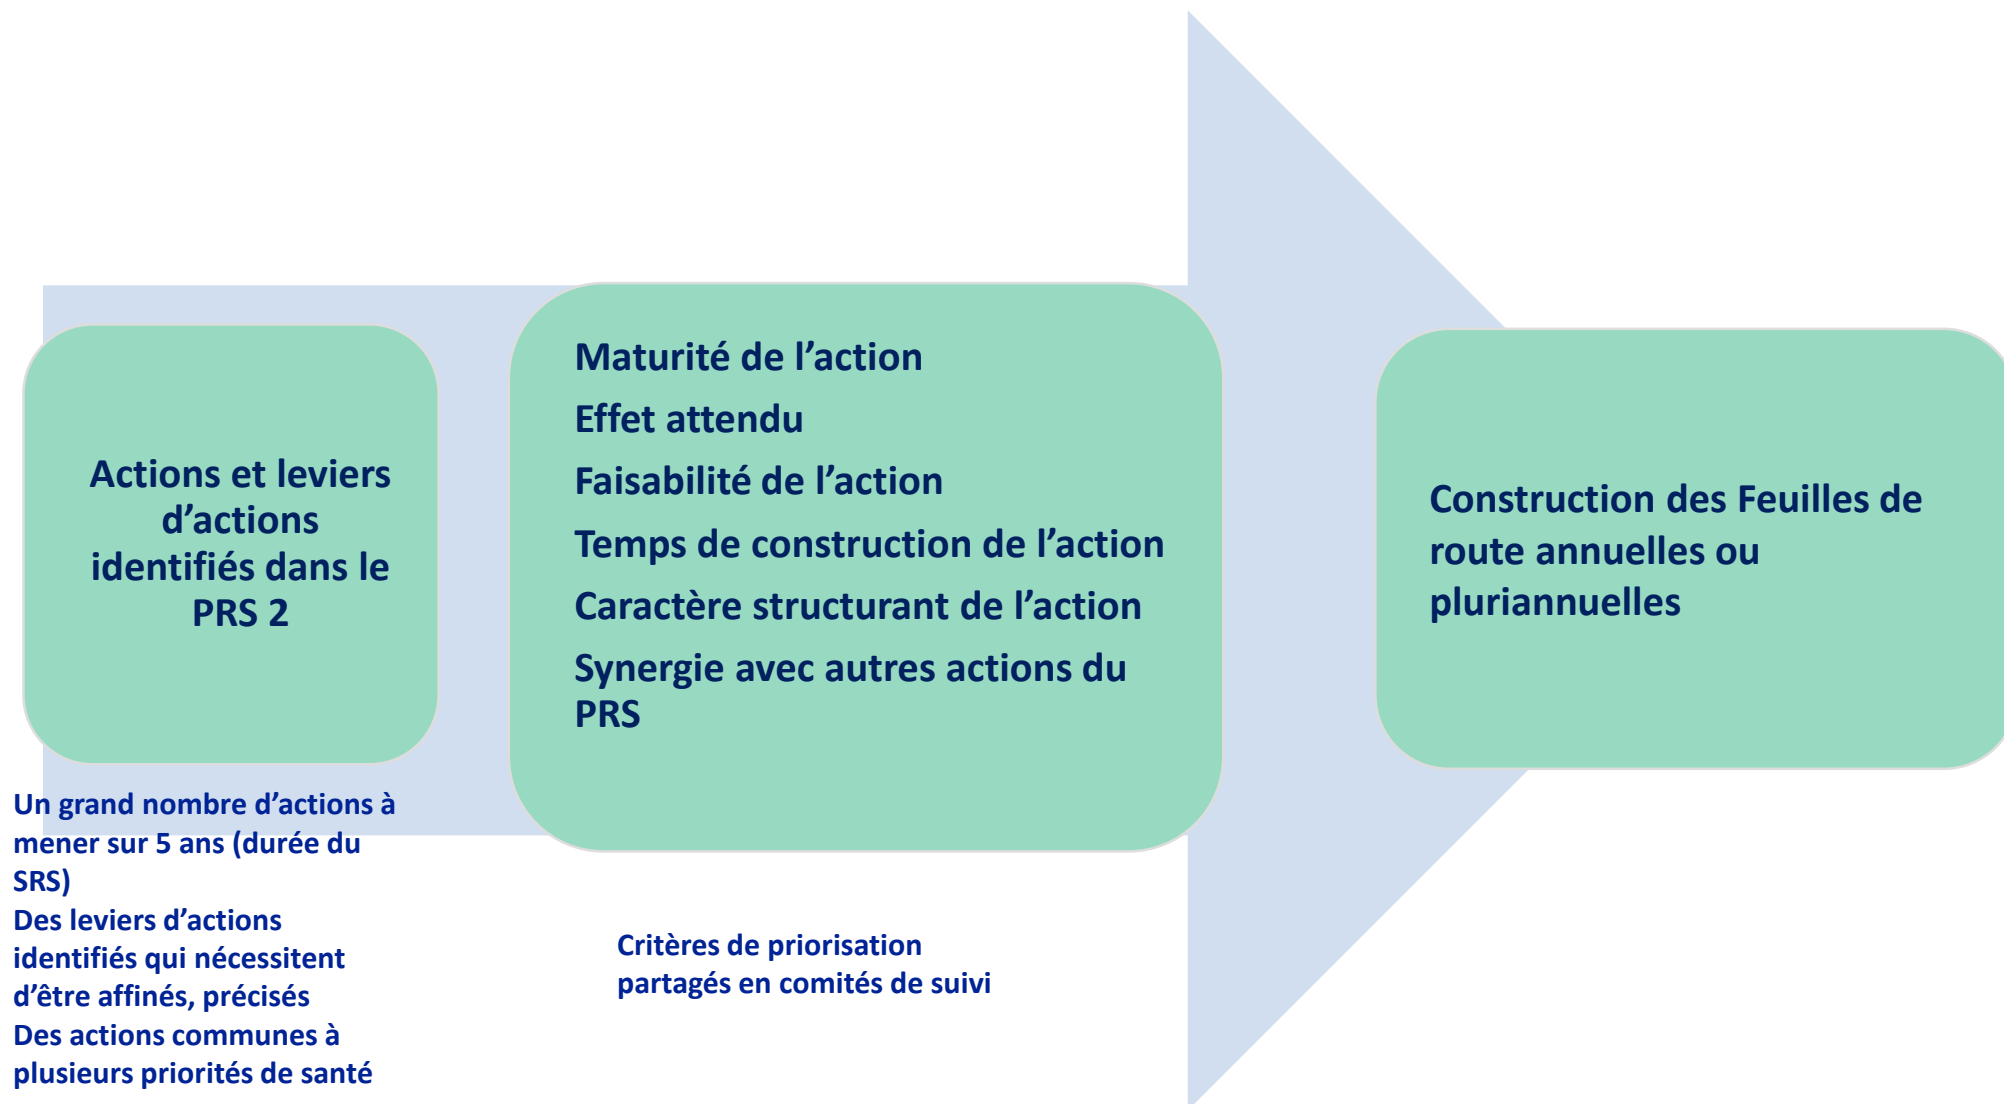 Actions et leviers
d’actions
identifiés dans le
PRS 2
Un grand nombre d’actions à
mener sur 5 ans (durée du
SRS)
Des leviers d’actions
identifiés qui nécessitent
d’être affinés, précisés
Des actions communes à
plusieurs priorités de santé
Maturité de l’action
Effet attendu
Faisabilité de l’action
Temps de construction de l’action
Caractère structurant de l’action
Synergie avec autres actions du
PRS
Critères de priorisation
partagés en comités de suivi
Construction des Feuilles de
route annuelles ou
pluriannuelles